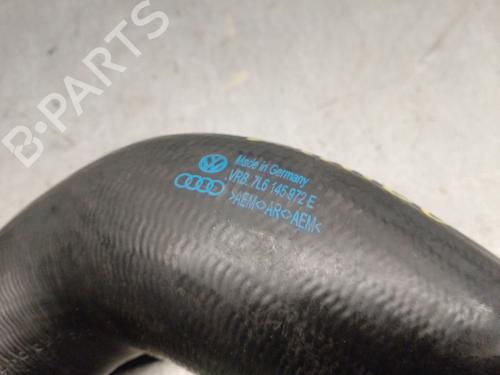 B-PARTS
Made in Germany
VRB. 7L6 145 972 E
>AEM<>AR<>AEM<